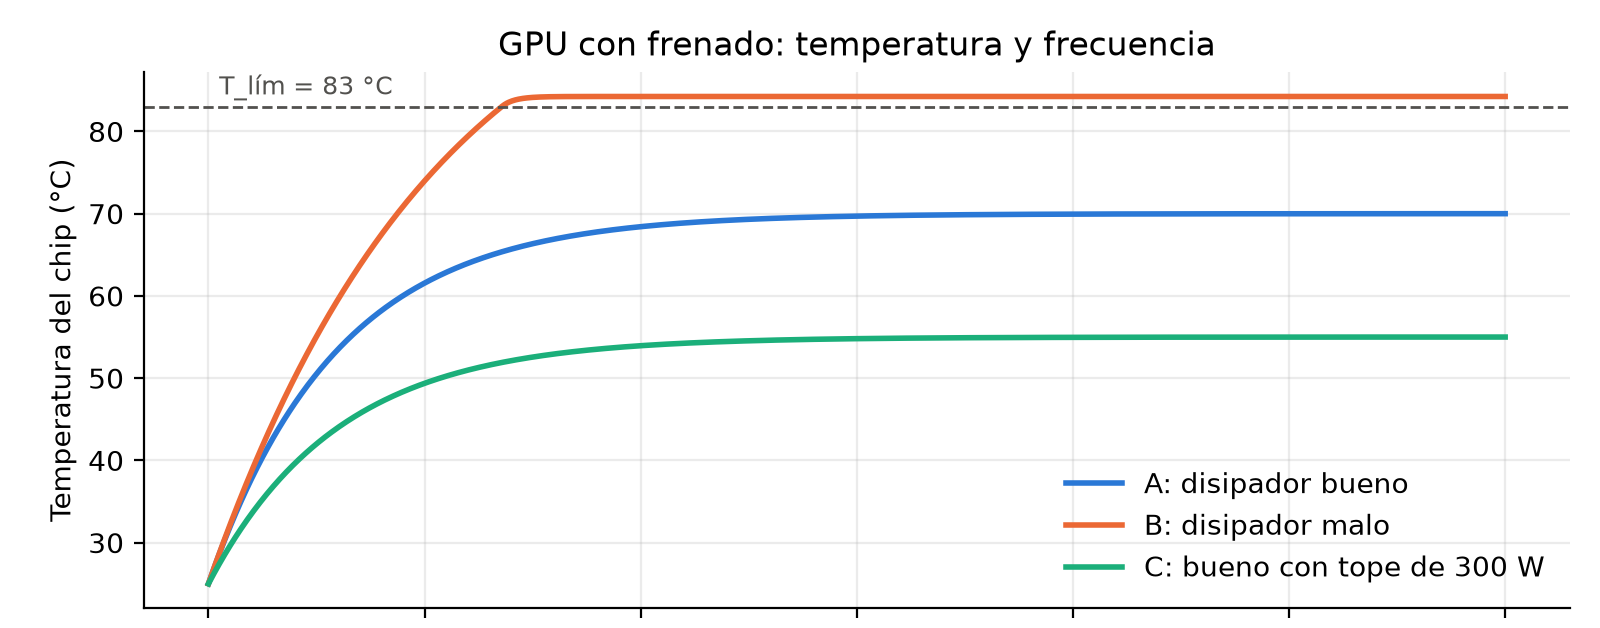 GPU con frenado: temperatura y frecuencia
T_lím = 83 °C
Temperatura del chip (°C)
80
70
60
50
40
30
A: disipador bueno
B: disipador malo
C: bueno con tope de 300 W